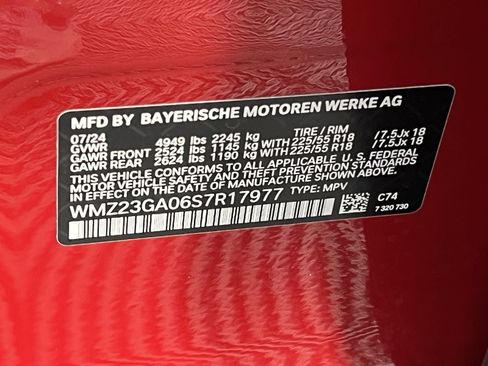 MFD BY BAYERISCHE MOTOREN WERKE AG
07/24 TIRE / RIM
GVWR 4949 lbs 2245 kg
GAWR FRONT 2524 lbs 1145 kg 225/55 R18 /7.5Jx18
GAWR REAR 2624 lbs 1190 kg 225/55 R18 /7.5Jx18
THIS VEHICLE CONFORMS TO ALL APPLICABLE U.S. FEDERAL
MOTOR VEHICLE SAFETY AND THEFT PREVENTION STANDARDS
IN EFFECT ON THE DATE OF MANUFACTURE SHOWN ABOVE.
WMZ23GA06S7R17977 TYPE: MPV
C74
7 320 730